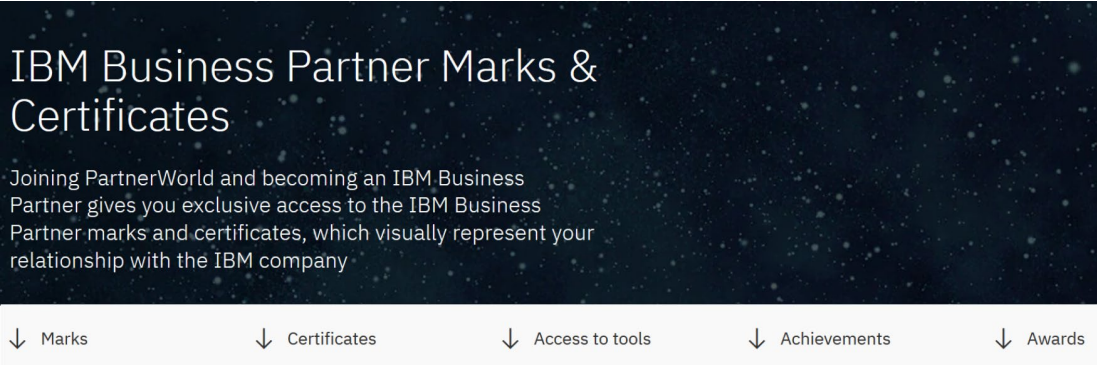 IBM Business Partner Marks &
Certificates
Joining PartnerWorld and becoming an IBM Business
Partner gives you exclusive access to the IBM Business
Partner marks and certificates, which visually represent your
relationship with the IBM company
Marks
Certificates
Access to tools
Achievements
Awards